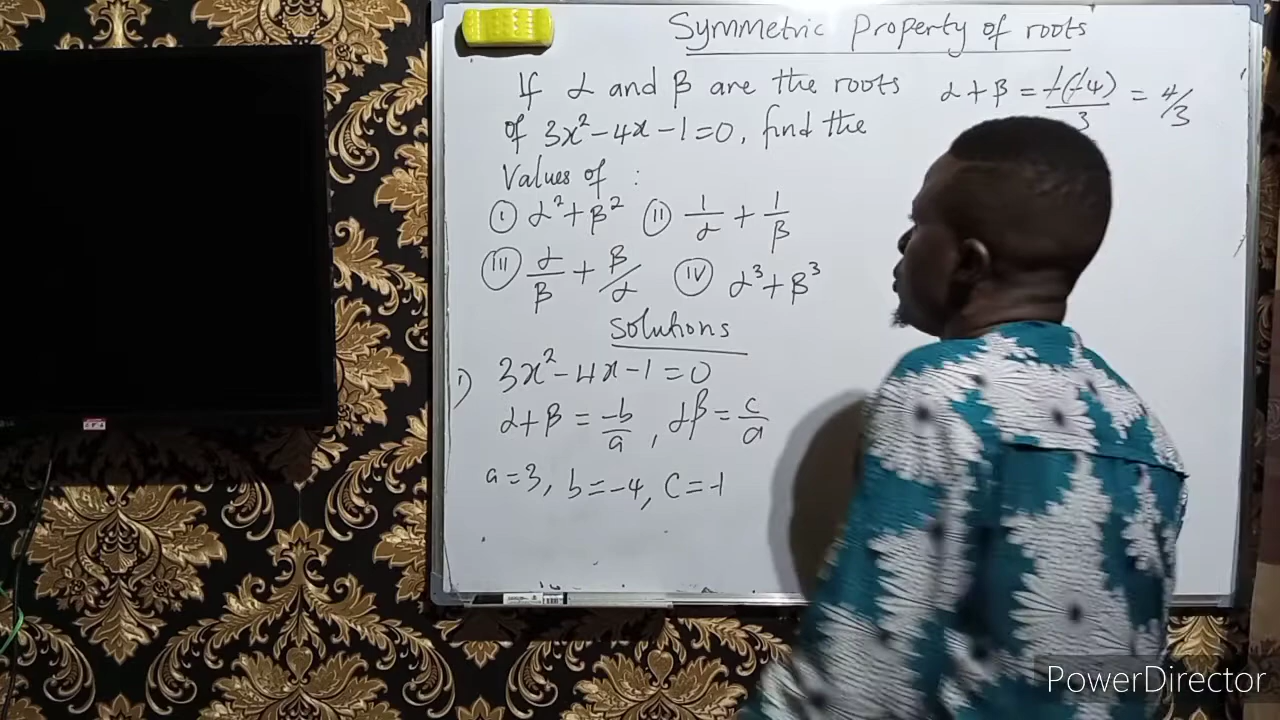 Symmetric Property of roots
If α and β are the roots
of 3x² - 4x - 1 = 0, find the
Values of :
(i) α² + β² (ii) 1/α + 1/β
(iii) α/β + β/α (iv) α³ + β³
Solutions
i) 3x² - 4x - 1 = 0
α + β = -b/a , αβ = c/a
a = 3, b = -4, c = -1
α + β = -(-4)/3 = 4/3
PowerDirector